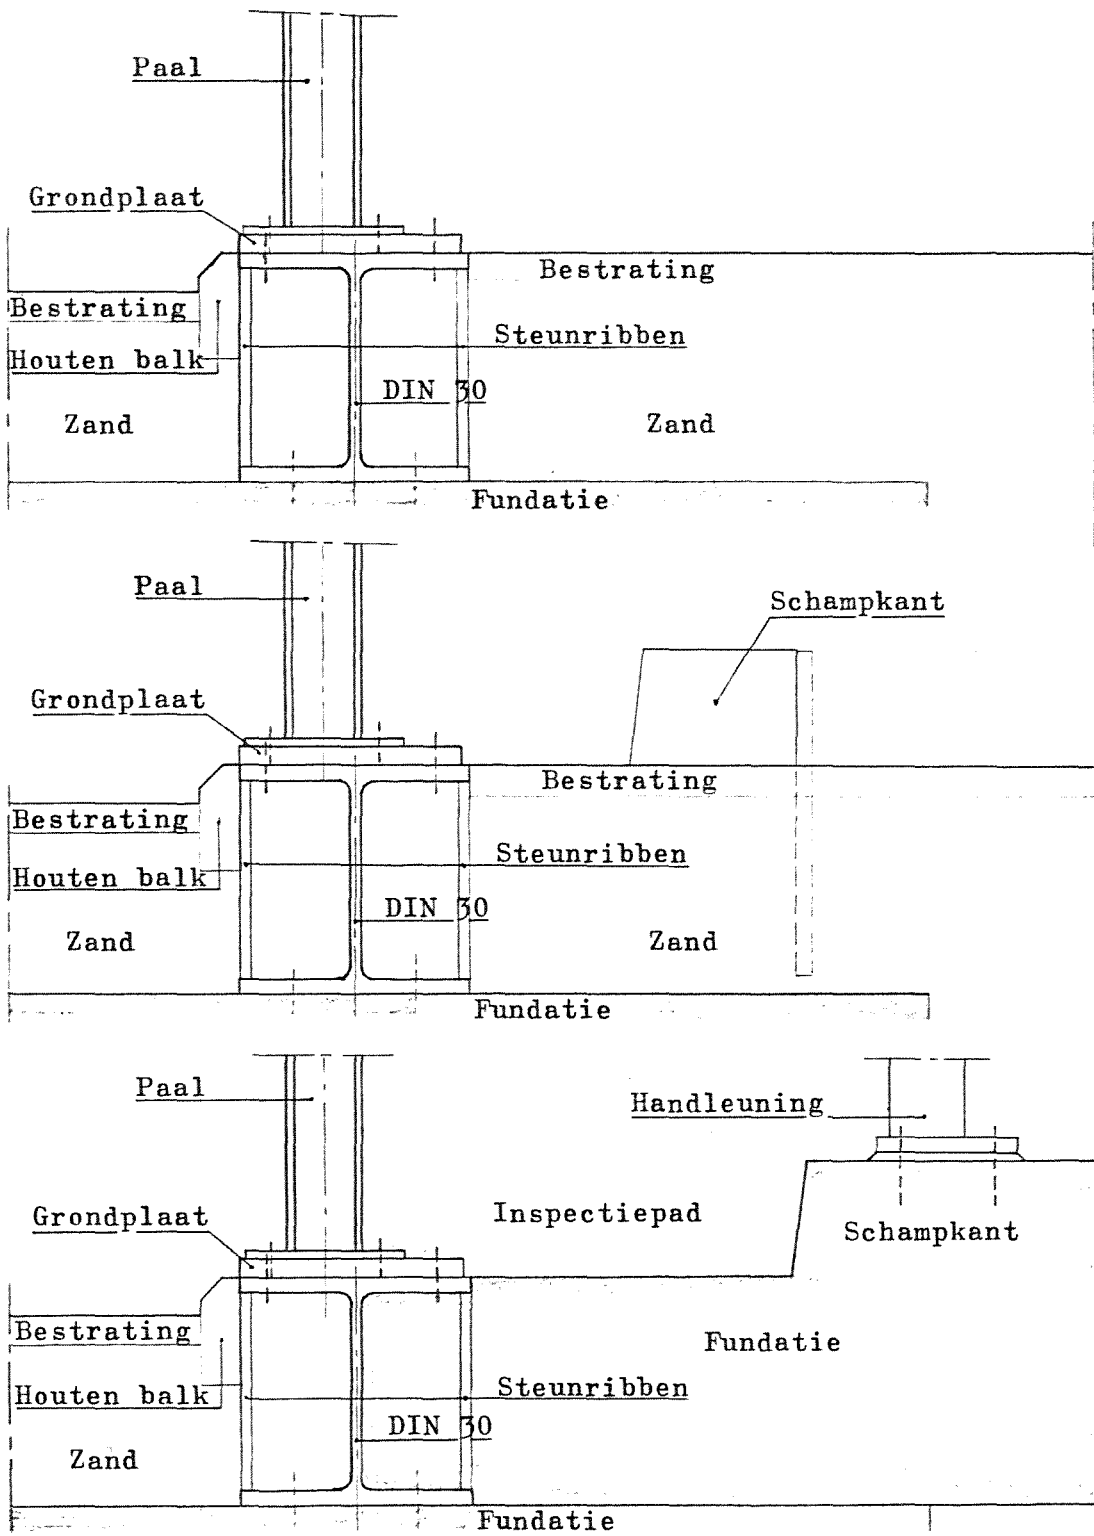 Paal
Grondplaat
Bestrating
Bestrating
Steunribben
Houten balk
DIN 30
Zand
Zand
Fundatie
Paal
Schampkant
Grondplaat
Bestrating
Bestrating
Steunribben
Houten balk
DIN 30
Zand
Zand
Fundatie
Paal
Handleuning
Grondplaat
Inspectiepad
Schampkant
Bestrating
Fundatie
Steunribben
Houten balk
DIN 30
Zand
Fundatie